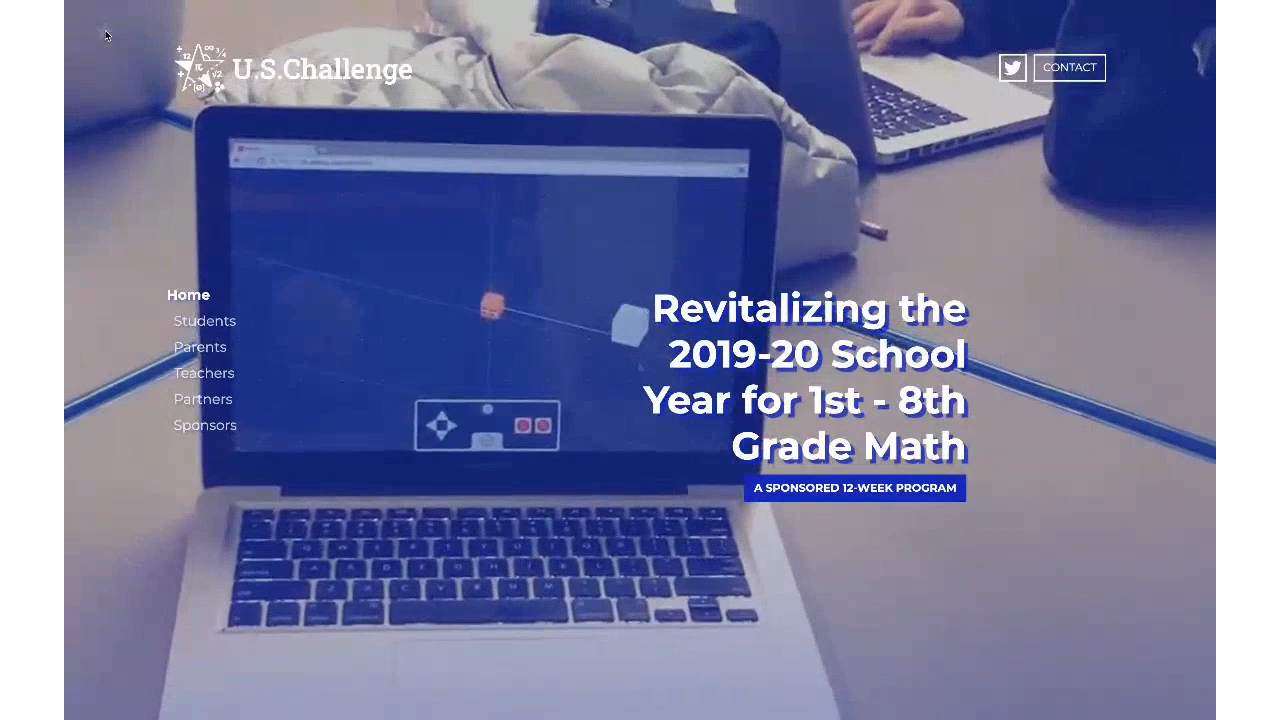 U.S.Challenge
CONTACT
Home
Students
Parents
Teachers
Partners
Sponsors
Revitalizing the
2019-20 School
Year for 1st - 8th
Grade Math
A SPONSORED 12-WEEK PROGRAM